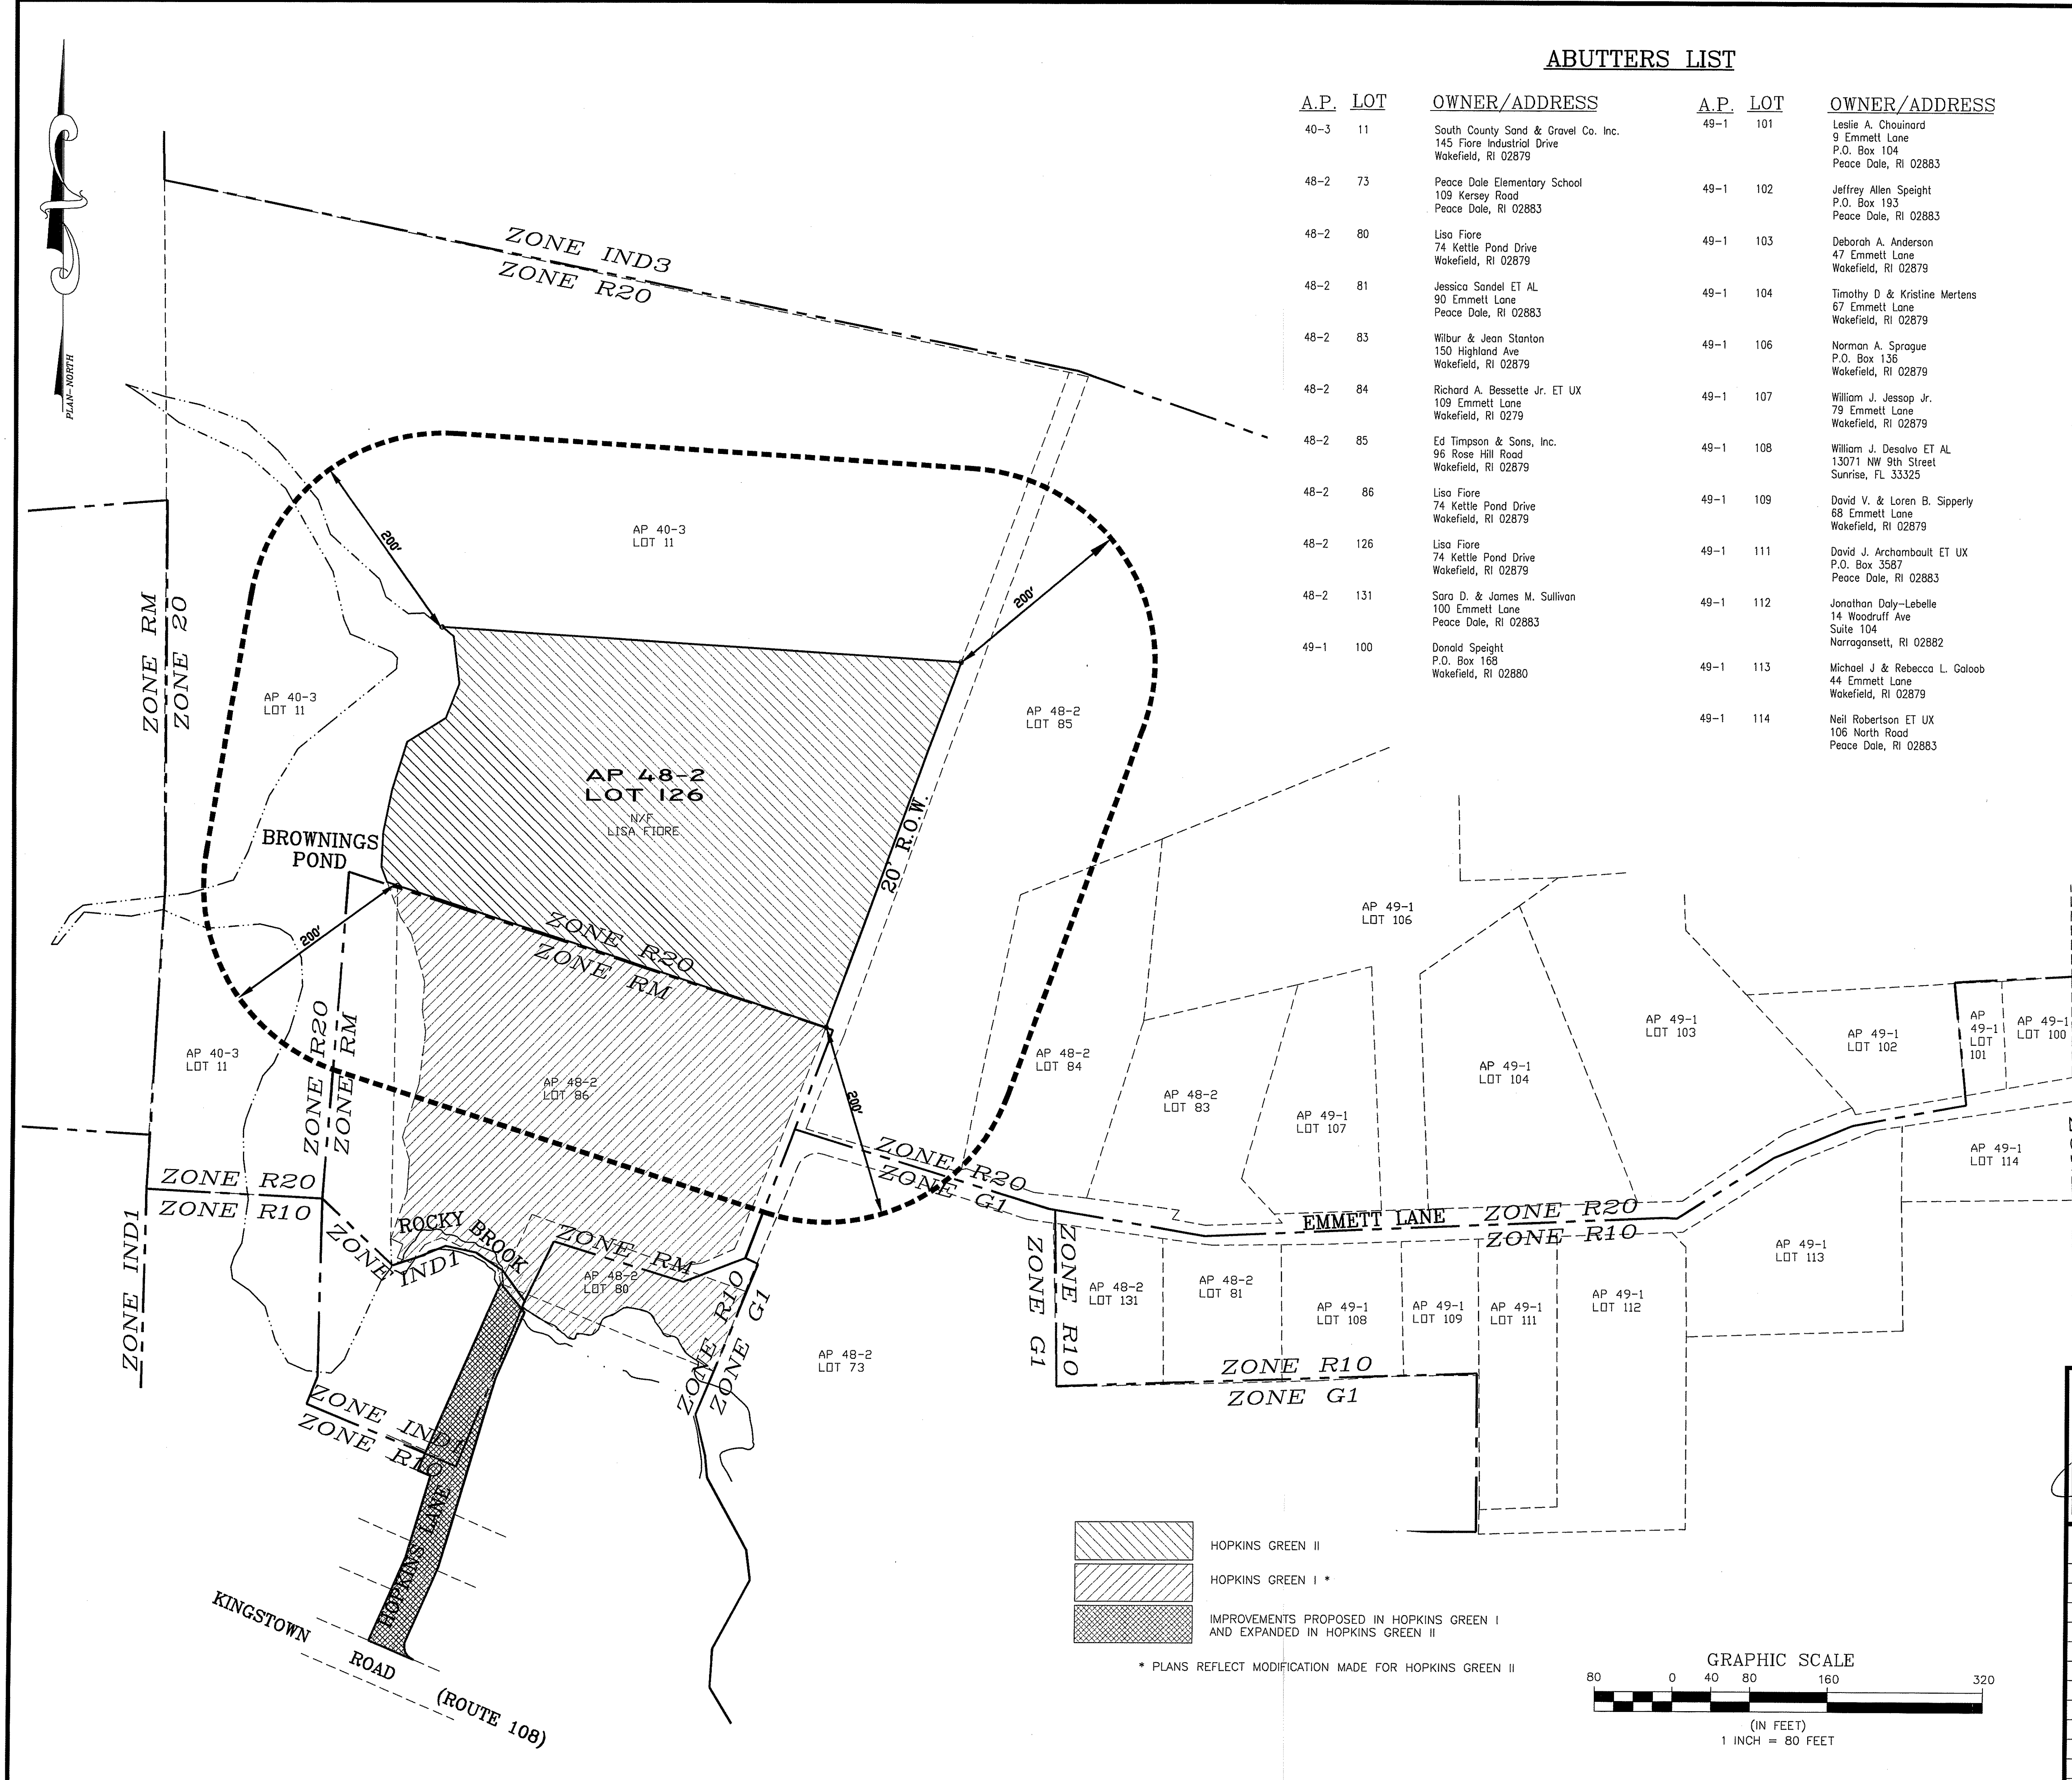 ABUTTERS LIST
A.P. LOT OWNER/ADDRESS
40-3 11 South County Sand & Gravel Co. Inc.
145 Fiore Industrial Drive
Wakefield, RI 02879
48-2 73 Peace Dale Elementary School
109 Kersey Road
Peace Dale, RI 02883
48-2 80 Lisa Fiore
74 Kettle Pond Drive
Wakefield, RI 02879
48-2 81 Jessica Sandel ET AL
90 Emmett Lane
Peace Dale, RI 02883
48-2 83 Wilbur & Jean Stanton
150 Highland Ave
Wakefield, RI 02879
48-2 84 Richard A. Bessette Jr. ET UX
109 Emmett Lane
Wakefield, RI 0279
48-2 85 Ed Timpson & Sons, Inc.
96 Rose Hill Road
Wakefield, RI 02879
48-2 86 Lisa Fiore
74 Kettle Pond Drive
Wakefield, RI 02879
48-2 126 Lisa Fiore
74 Kettle Pond Drive
Wakefield, RI 02879
48-2 131 Sara D. & James M. Sullivan
100 Emmett Lane
Peace Dale, RI 02883
49-1 100 Donald Speight
P.O. Box 168
Wakefield, RI 02880
A.P. LOT OWNER/ADDRESS
49-1 101 Leslie A. Chouinard
9 Emmett Lane
P.O. Box 104
Peace Dale, RI 02883
49-1 102 Jeffrey Allen Speight
P.O. Box 193
Peace Dale, RI 02883
49-1 103 Deborah A. Anderson
47 Emmett Lane
Wakefield, RI 02879
49-1 104 Timothy D & Kristine Mertens
67 Emmett Lane
Wakefield, RI 02879
49-1 106 Norman A. Sprague
P.O. Box 136
Wakefield, RI 02879
49-1 107 William J. Jessop Jr.
79 Emmett Lane
Wakefield, RI 02879
49-1 108 William J. Desalvo ET AL
13071 NW 9th Street
Sunrise, FL 33325
49-1 109 David V. & Loren B. Sipperly
68 Emmett Lane
Wakefield, RI 02879
49-1 111 David J. Archambault ET UX
P.O. Box 3587
Peace Dale, RI 02883
49-1 112 Jonathan Daly-Lebelle
14 Woodruff Ave
Suite 104
Narragansett, RI 02882
49-1 113 Michael J & Rebecca L. Galoob
44 Emmett Lane
Wakefield, RI 02879
49-1 114 Neil Robertson ET UX
106 North Road
Peace Dale, RI 02883
PLAN-NORTH
ZONE IND3
ZONE R20
AP 40-3
LOT 11
200'
200'
ZONE RM
ZONE 20
AP 40-3
LOT 11
AP 48-2
LOT 85
AP 48-2
LOT 126
N/F
LISA FIORE
20' R.O.W.
BROWNINGS
POND
200'
ZONE R20
ZONE RM
AP 49-1
LOT 106
ZONE R20
ZONE RM
AP 40-3
LOT 11
AP 48-2
LOT 86
200'
AP 48-2
LOT 84
AP 48-2
LOT 83
AP 49-1
LOT 107
AP 49-1
LOT 104
AP 49-1
LOT 103
AP 49-1
LOT 102
AP
49-1
LOT
101
AP 49-1
LOT 100
AP 49-1
LOT 114
ZONE R20
ZONE R10
ZONE R20
ZONE G1
EMMETT LANE
ZONE R20
ZONE R10
ZONE IND1
ZONE
IND1
ROCKY BROOK
ZONE RM
AP 48-2
LOT 80
ZONE R10
ZONE G1
ZONE G1
ZONE R10
AP 48-2
LOT 131
AP 48-2
LOT 81
AP 49-1
LOT 108
AP 49-1
LOT 109
AP 49-1
LOT 111
AP 49-1
LOT 112
AP 49-1
LOT 113
AP 48-2
LOT 73
ZONE R10
ZONE G1
ZONE IND1
ZONE R10
HOPKINS LANE
KINGSTOWN
ROAD
(ROUTE 108)
HOPKINS GREEN II
HOPKINS GREEN I *
IMPROVEMENTS PROPOSED IN HOPKINS GREEN I
AND EXPANDED IN HOPKINS GREEN II
* PLANS REFLECT MODIFICATION MADE FOR HOPKINS GREEN II
GRAPHIC SCALE
80 0 40 80 160 320
(IN FEET)
1 INCH = 80 FEET